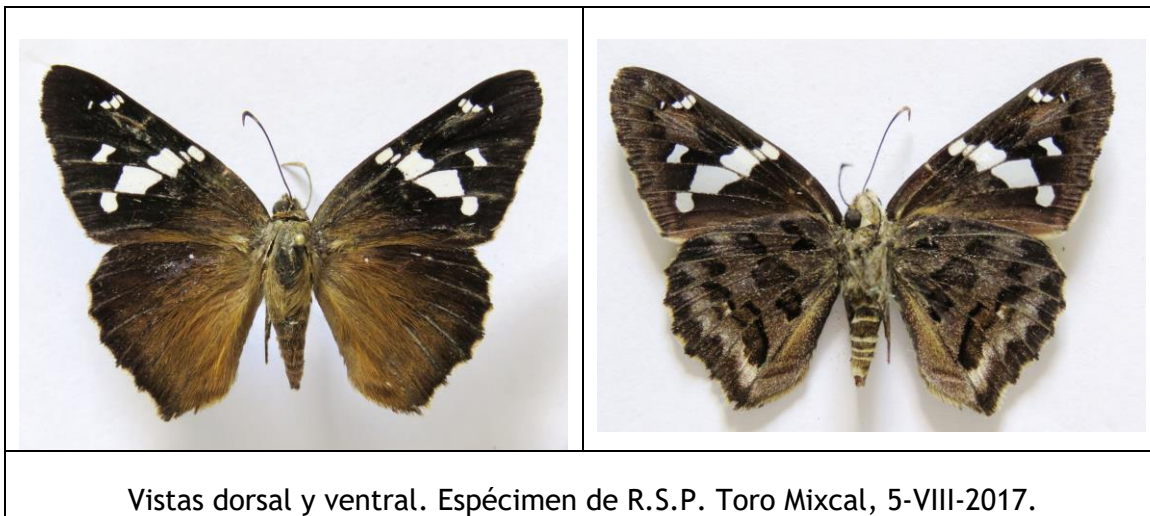 Vistas dorsal y ventral. Espécimen de R.S.P. Toro Mixcal, 5-VIII-2017.